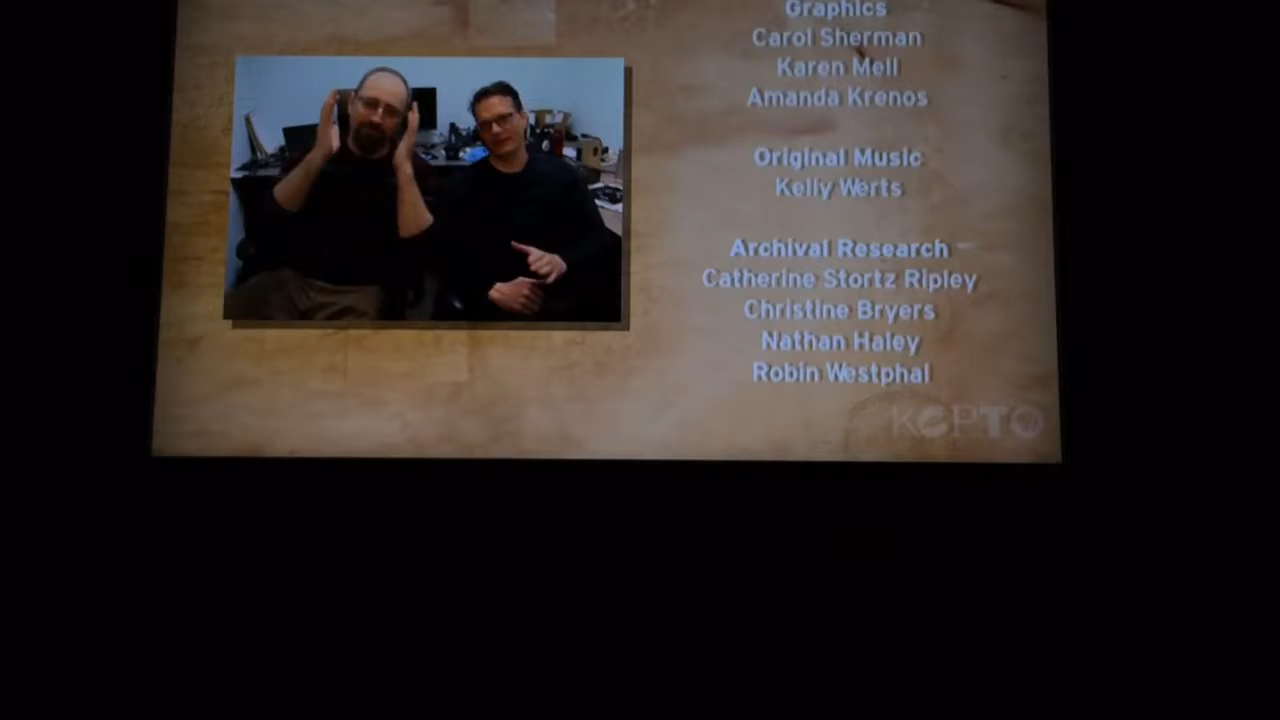 Graphics
Carol Sherman
Karen Mell
Amanda Krenos
Original Music
Kelly Werts
Archival Research
Catherine Stortz Ripley
Christine Bryers
Nathan Haley
Robin Westphal
KCPT